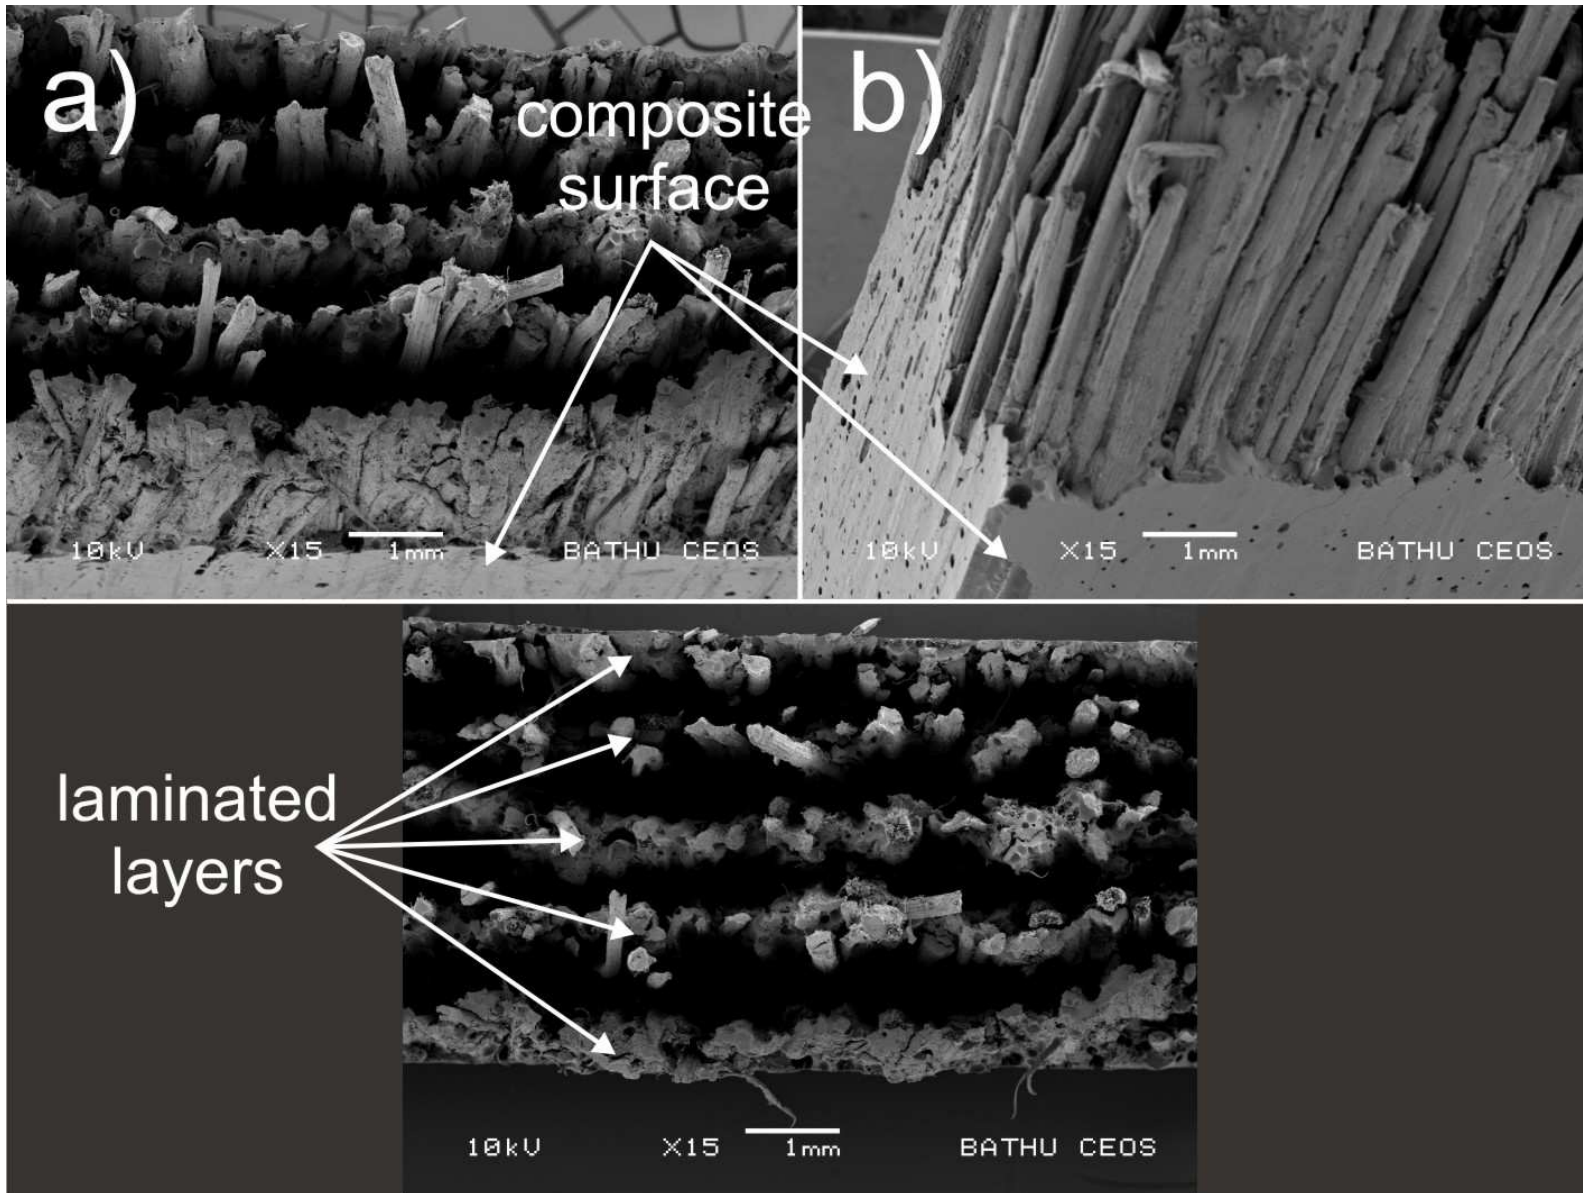 a)
composite
surface
b)
10kV X15 1mm BATHU CEOS
10kV X15 1mm BATHU CEOS
laminated
layers
10kV X15 1mm BATHU CEOS